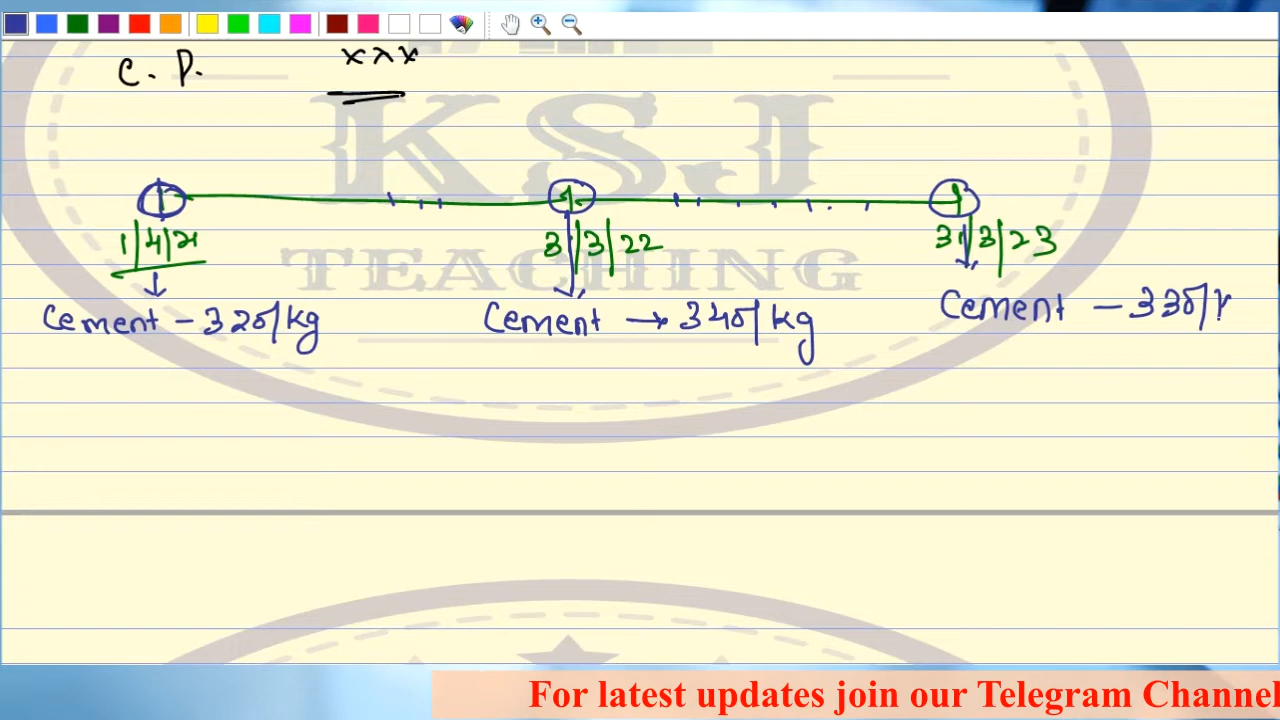 C. P.
KSJ
TEACHING
1|4|21
3|3|22
31|3|23
Cement - 320/kg
Cement → 340/kg
Cement - 330/k
For latest updates join our Telegram Channel